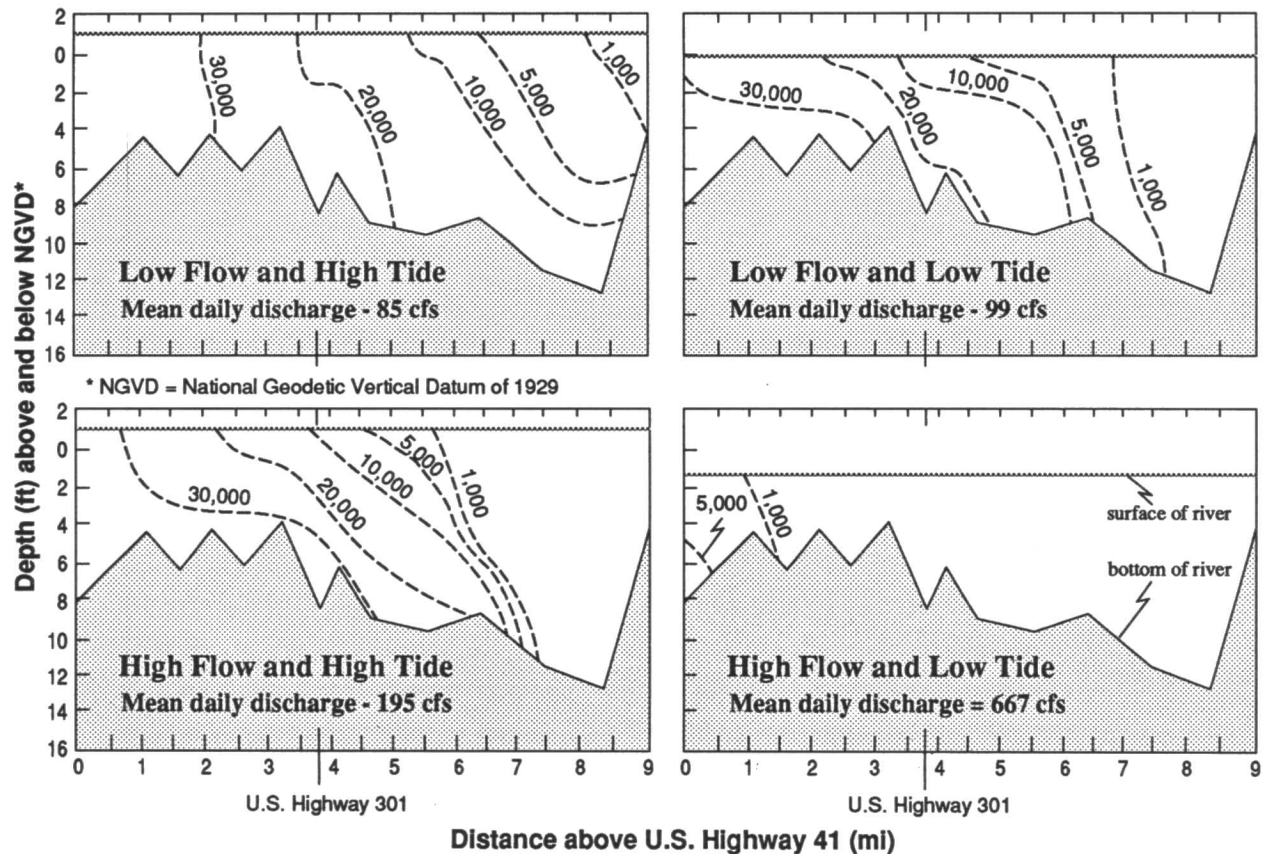 Depth (ft) above and below NGVD*
2
0
2
4
6
8
10
12
14
16
30,000
20,000
10,000
5,000
1,000
Low Flow and High Tide
Mean daily discharge - 85 cfs
30,000
20,000
10,000
5,000
1,000
Low Flow and Low Tide
Mean daily discharge - 99 cfs
* NGVD = National Geodetic Vertical Datum of 1929
2
0
2
4
6
8
10
12
14
16
30,000
20,000
10,000
5,000
1,000
High Flow and High Tide
Mean daily discharge - 195 cfs
0 1 2 3 4 5 6 7 8 9
U.S. Highway 301
5,000
1,000
surface of river
bottom of river
High Flow and Low Tide
Mean daily discharge = 667 cfs
0 1 2 3 4 5 6 7 8 9
U.S. Highway 301
Distance above U.S. Highway 41 (mi)